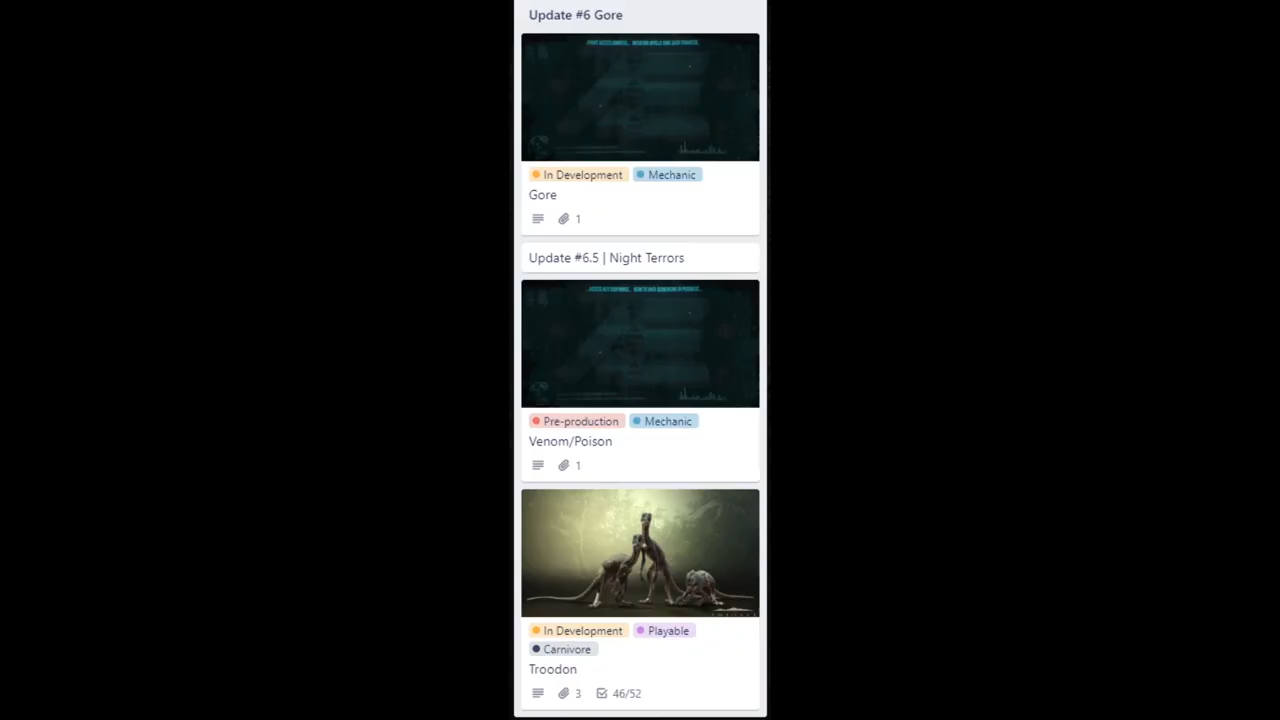 Update #6 Gore
In Development Mechanic
Gore
1
Update #6.5 | Night Terrors
Pre-production Mechanic
Venom/Poison
1
In Development Playable
Carnivore
Troodon
3 46/52